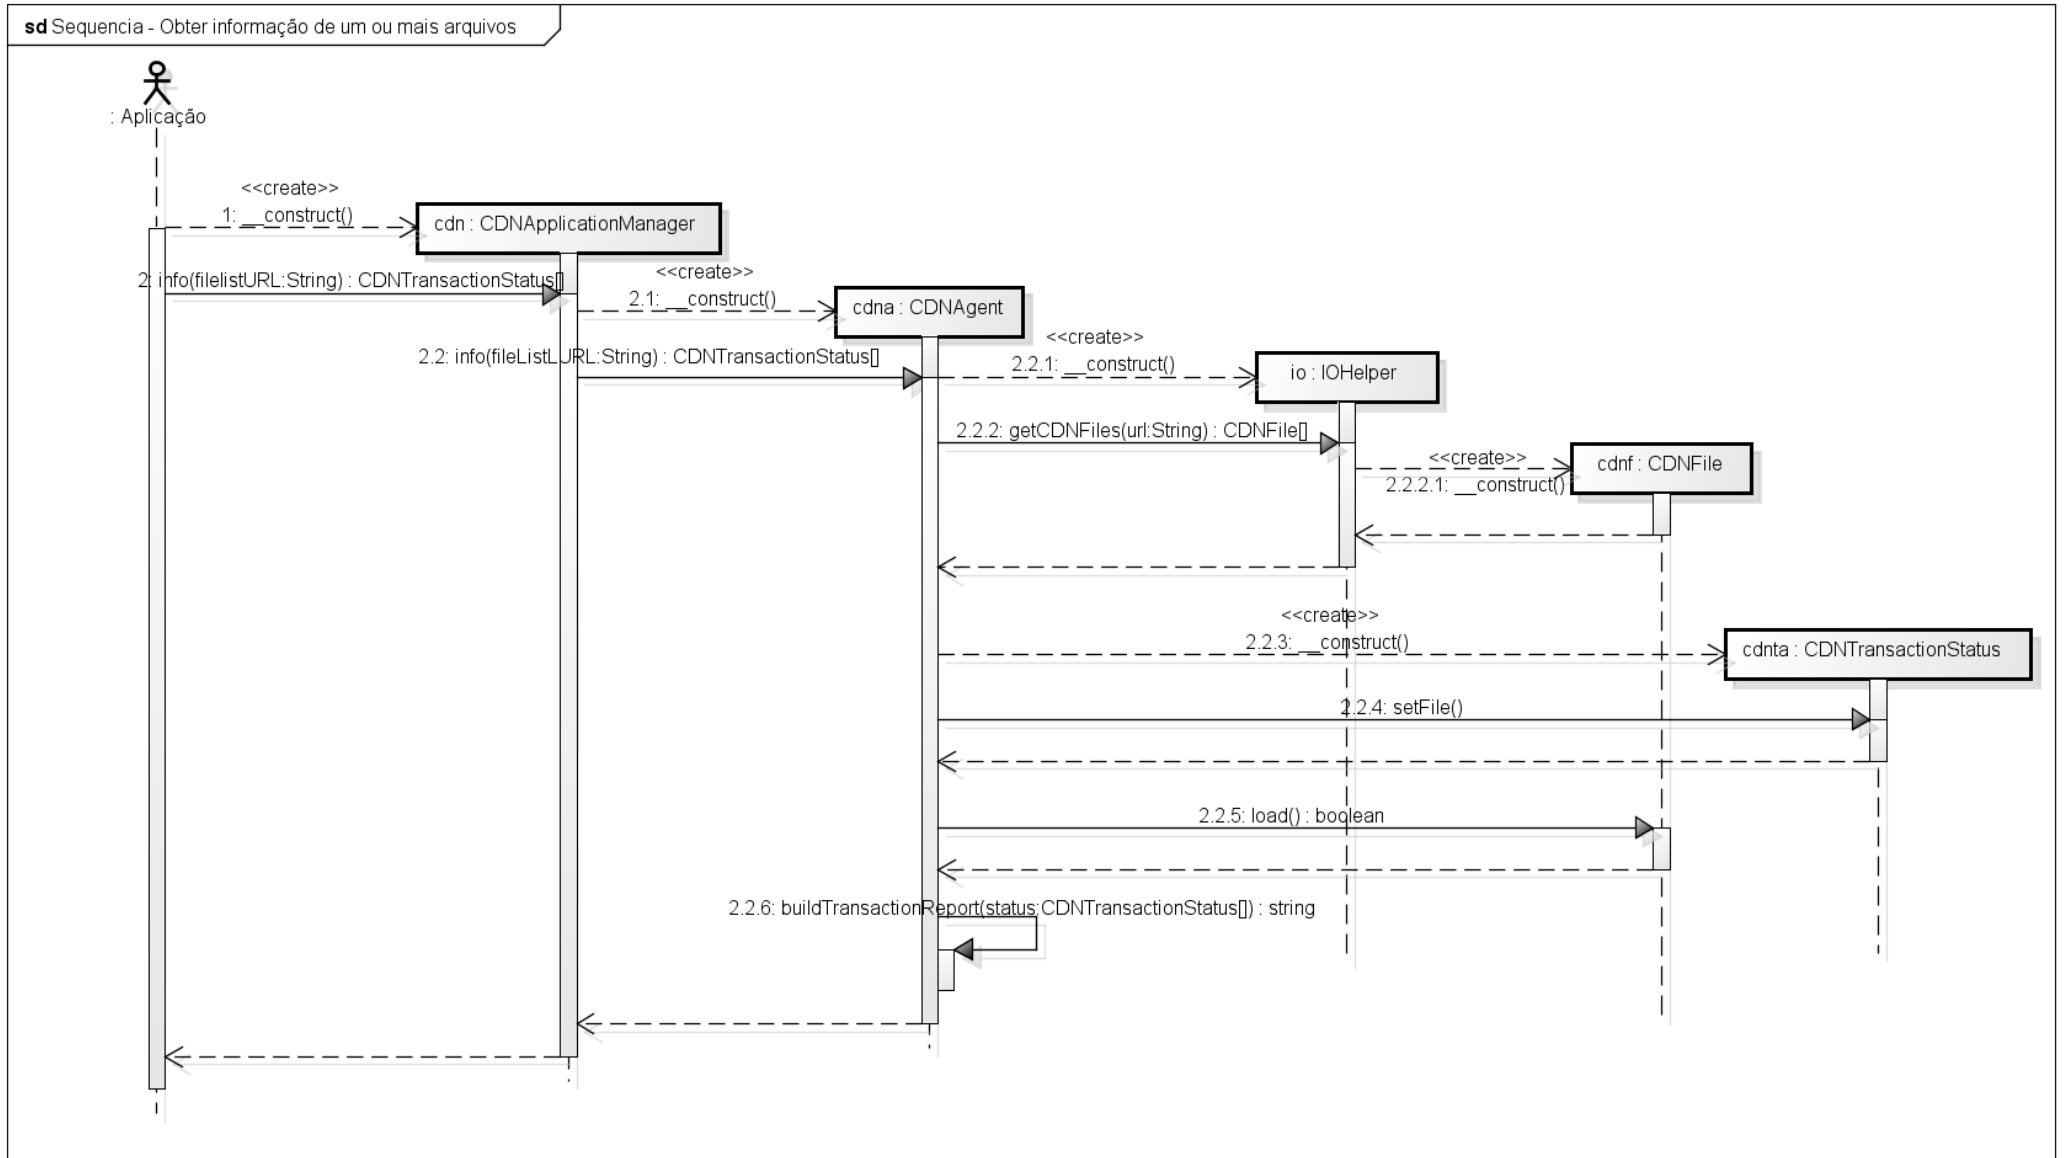 sd Sequencia - Obter informação de um ou mais arquivos
: Aplicação
<<create>>
1: __construct()
cdn : CDNApplicationManager
2: info(filelistURL:String) : CDNTransactionStatus[]
<<create>>
2.1: __construct()
cdna : CDNAgent
2.2: info(fileListLURL:String) : CDNTransactionStatus[]
<<create>>
2.2.1: __construct()
io : IOHelper
2.2.2: getCDNFiles(url:String) : CDNFile[]
<<create>>
2.2.2.1: __construct()
cdnf : CDNFile
<<create>>
2.2.3: __construct()
cdnta : CDNTransactionStatus
2.2.4: setFile()
2.2.5: load() : boolean
2.2.6: buildTransactionReport(status:CDNTransactionStatus[]) : string